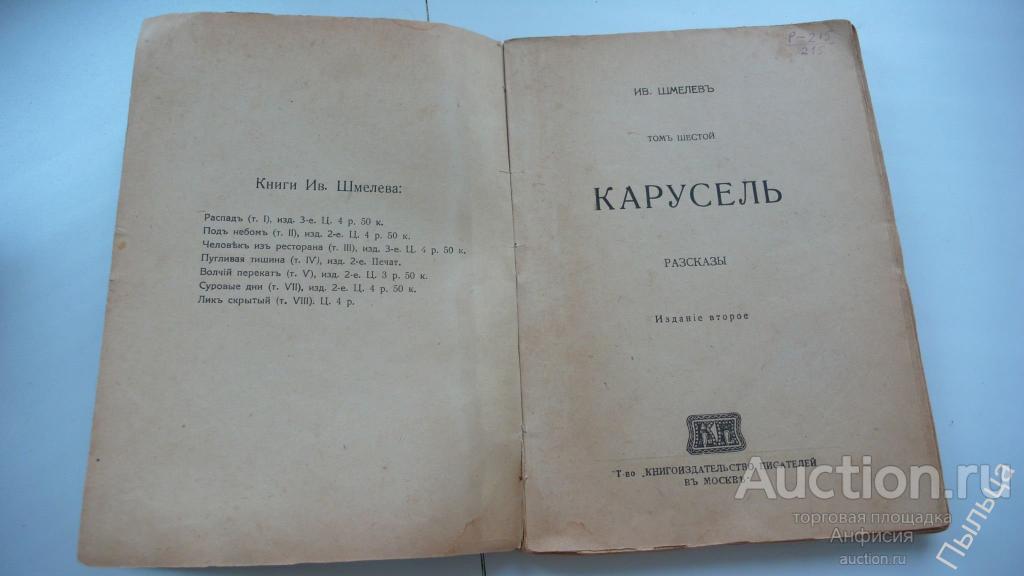 Книги Ив. Шмелева:
Распадъ (т. I), изд. 3-е. Ц. 4 р. 50 к.
Подъ небомъ (т. II), изд. 2-е. Ц. 4 р. 50 к.
Человѣкъ изъ ресторана (т. III), изд. 3-е. Ц. 4 р. 50 к.
Пугливая тишина (т. IV), изд. 2-е. Печат.
Волчій перекатъ (т. V), изд. 2-е. Ц. 3 р. 50 к.
Суровые дни (т. VII), изд. 2-е. Ц. 4 р. 50 к.
Ликъ скрытый (т. VIII). Ц. 4 р.
Р-215
215
ИВ. ШМЕЛЕВЪ
ТОМЪ ШЕСТОЙ
КАРУСЕЛЬ
РАЗСКАЗЫ
Изданіе второе
К.П.
Т-во „КНИГОИЗДАТЕЛЬСТВО ПИСАТЕЛЕЙ
ВЪ МОСКВѢ"
Auction.ru
торговая площадка
Анфисия
auction.ru
Пыльца